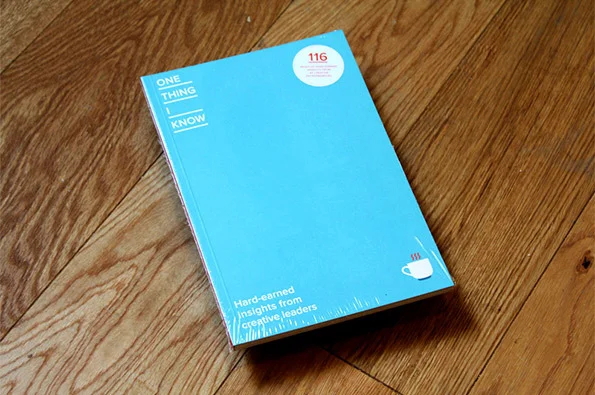 ONE
THING
I
KNOW
116
Hard-earned
insights from
creative leaders